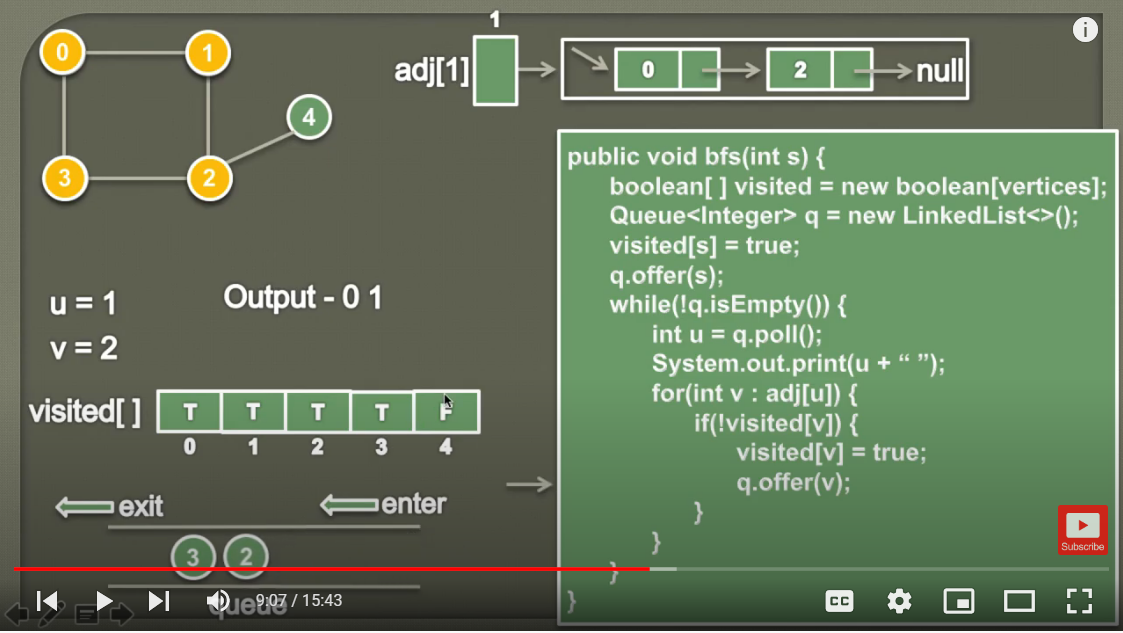 1
0 1
adj[1] 0 2 null
4
3 2
public void bfs(int s) {
boolean[ ] visited = new boolean[vertices];
Queue<Integer> q = new LinkedList<>();
visited[s] = true;
q.offer(s);
while(!q.isEmpty()) {
int u = q.poll();
System.out.print(u + “ ”);
for(int v : adj[u]) {
if(!visited[v]) {
visited[v] = true;
q.offer(v);
}
}
}
}
u = 1
Output - 0 1
v = 2
visited[ ] T T T T F
0 1 2 3 4
exit enter
3 2
queue
Subscribe
9:07 / 15:43
CC